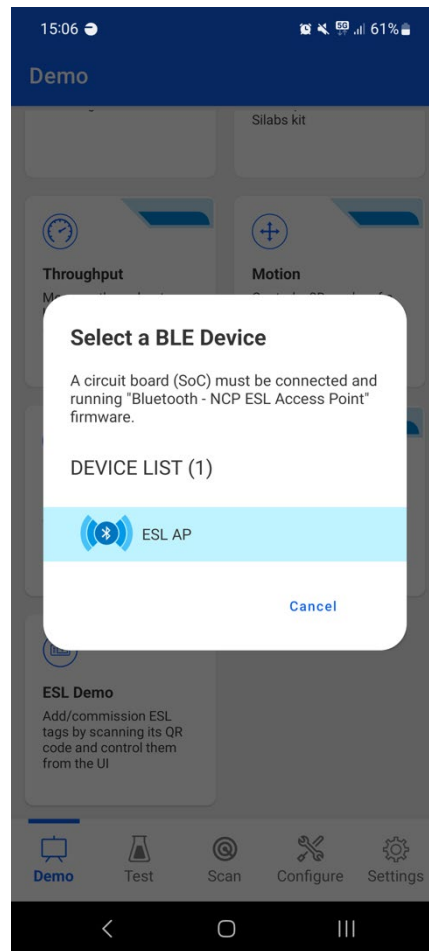 15:06
5G
61%
Demo
Silabs kit
Throughput
Motion
Select a BLE Device
A circuit board (SoC) must be connected and
running "Bluetooth - NCP ESL Access Point"
firmware.
DEVICE LIST (1)
ESL AP
Cancel
ESL Demo
Add/commission ESL
tags by scanning its QR
code and control them
from the UI
Demo
Test
Scan
Configure
Settings